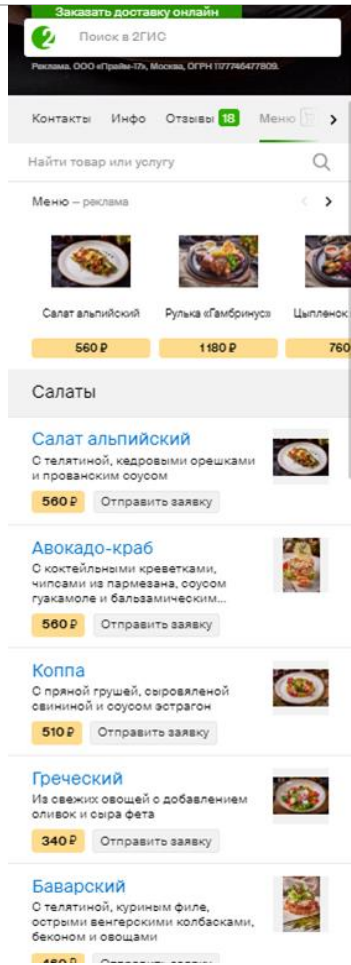 Заказать доставку онлайн
Поиск в 2ГИС
Реклама. ООО «Прайм-17», Москва, ОГРН 1177746477809.
Контакты Инфо Отзывы 18 Меню
Найти товар или услугу
Меню – реклама
Салат альпийский Рулька «Гамбринус» Цыпленок
560 ₽ 1180 ₽ 760
Салаты
Салат альпийский
С телятиной, кедровыми орешками
и прованским соусом
560 ₽ Отправить заявку
Авокадо-краб
С коктейльными креветками,
чипсами из пармезана, соусом
гуакамоле и бальзамическим...
560 ₽ Отправить заявку
Коппа
С пряной грушей, сыровяленой
свининой и соусом эстрагон
510 ₽ Отправить заявку
Греческий
Из свежих овощей с добавлением
оливок и сыра фета
340 ₽ Отправить заявку
Баварский
С телятиной, куриным филе,
острыми венгерскими колбасками,
беконом и овощами
460 ₽ Отправить заявку